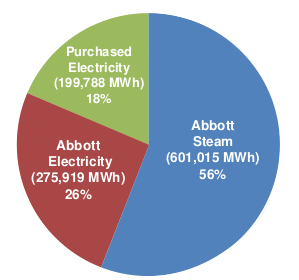 Purchased
Electricity
(199,788 MWh)
18%
Abbott
Steam
(601,015 MWh)
56%
Abbott
Electricity
(275,919 MWh)
26%